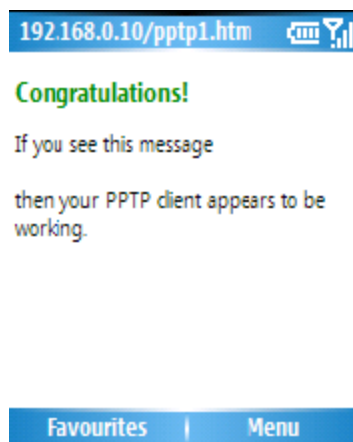 192.168.0.10/pptp1.htm
Congratulations!
If you see this message
then your PPTP client appears to be
working.
Favourites
Menu